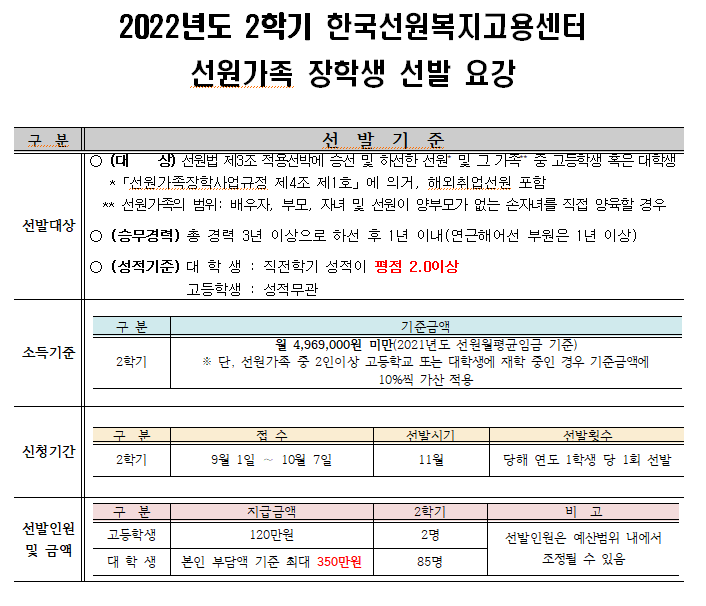 2022년도 2학기 한국선원복지고용센터
선원가족 장학생 선발 요강
구 분 선 발 기 준
선발대상
○ (대 상) 선원법 제3조 적용선박에 승선 및 하선한 선원* 및 그 가족** 중 고등학생 혹은 대학생
* 「선원가족장학사업규정 제4조 제1호」에 의거, 해외취업선원 포함
** 선원가족의 범위: 배우자, 부모, 자녀 및 선원이 양부모가 없는 손자녀를 직접 양육할 경우
○ (승무경력) 총 경력 3년 이상으로 하선 후 1년 이내(연근해어선 부원은 1년 이상)
○ (성적기준) 대 학 생 : 직전학기 성적이 평점 2.0이상
고등학생 : 성적무관
소득기준
구 분 기준금액
2학기
월 4,969,000원 미만(2021년도 선원월평균임금 기준)
※ 단, 선원가족 중 2인이상 고등학교 또는 대학생에 재학 중인 경우 기준금액에
10%씩 가산 적용
신청기간
구 분 접 수 선발시기 선발횟수
2학기 9월 1일 ~ 10월 7일 11월 당해 연도 1학생 당 1회 선발
선발인원
및 금액
구 분 지급금액 2학기 비 고
고등학생 120만원 2명
대 학 생 본인 부담액 기준 최대 350만원 85명
선발인원은 예산범위 내에서
조정될 수 있음